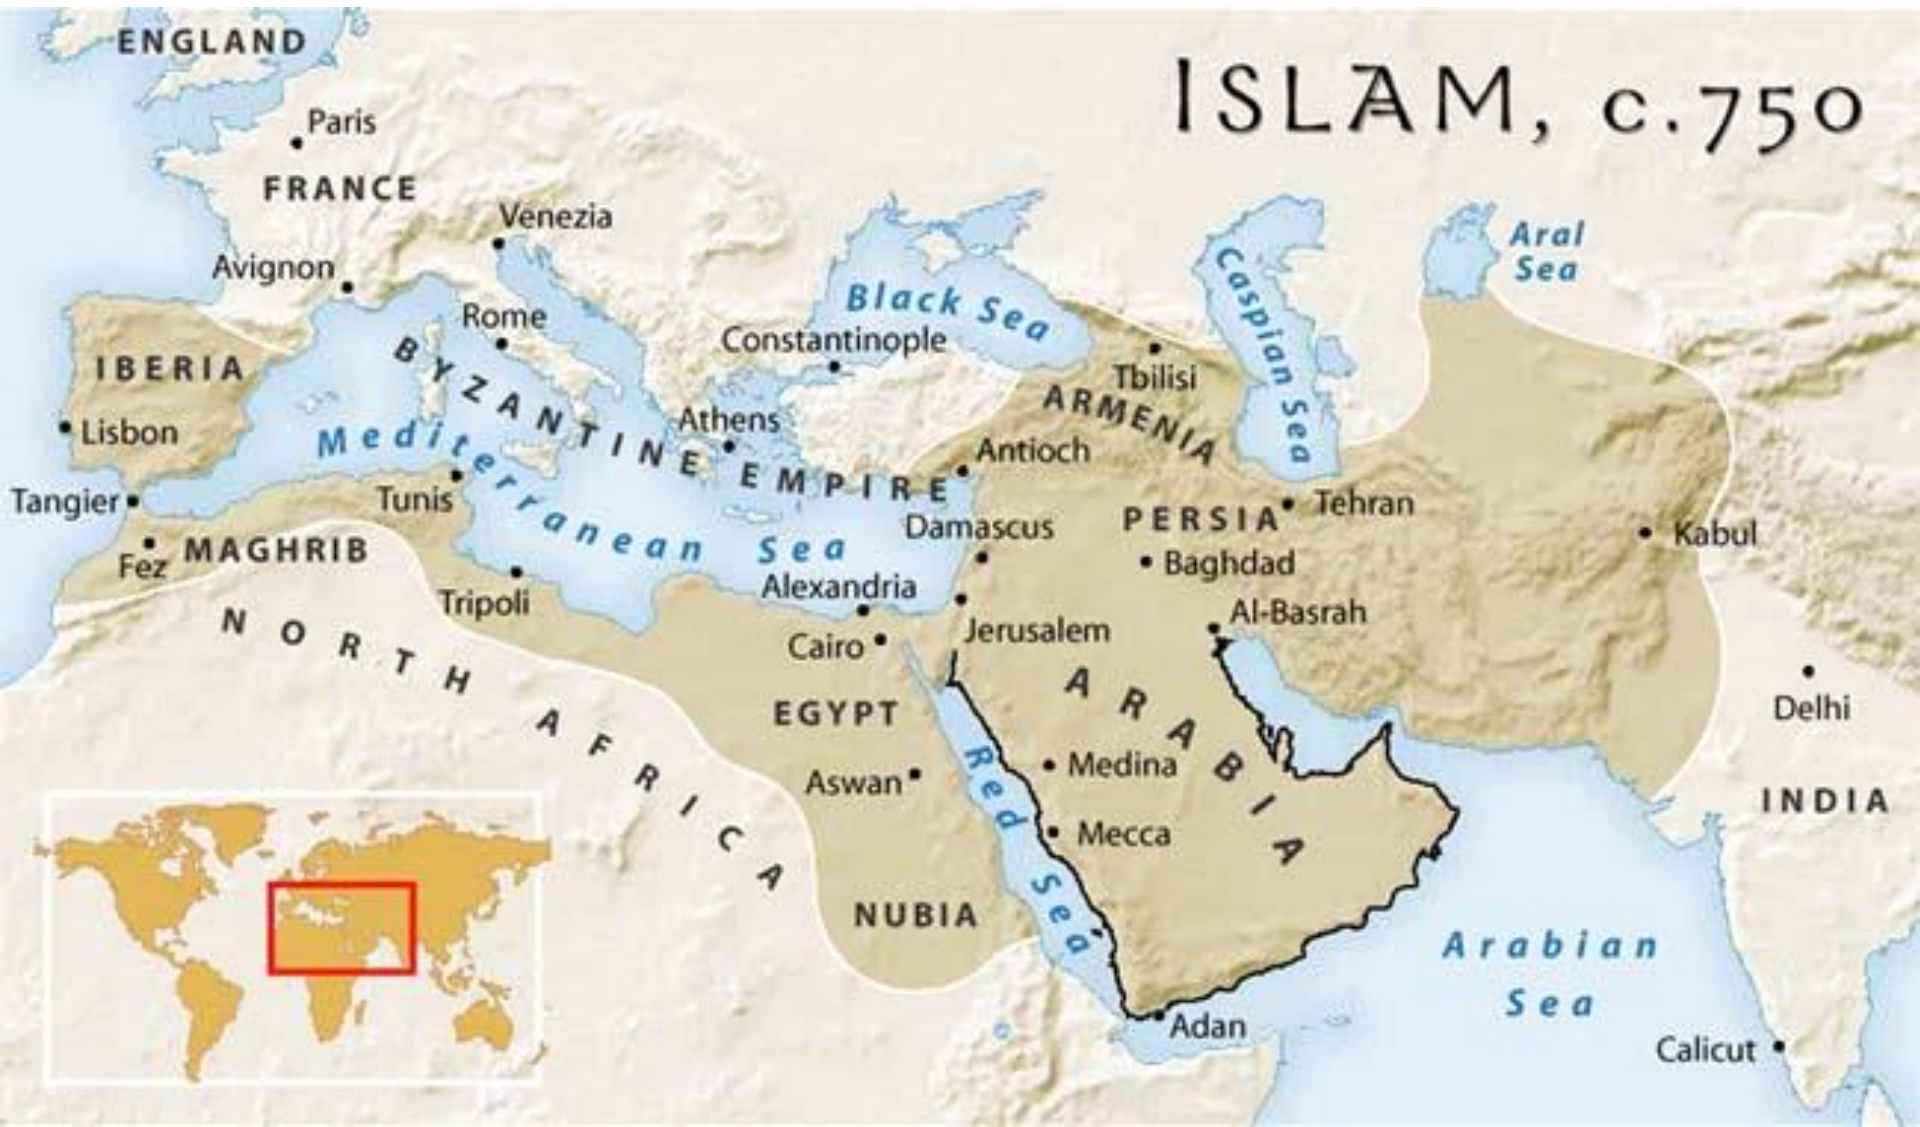 ENGLAND
ISLAM, c.750
Paris
FRANCE
Venezia
Avignon
Aral
Sea
Caspian Sea
Black Sea
Rome
Constantinople
BYZANTINE EMPIRE
IBERIA
Tbilisi
ARMENIA
Athens
Lisbon
Mediterranean Sea
Antioch
Tangier
Tunis
Tehran
PERSIA
Damascus
Kabul
Fez
MAGHRIB
Baghdad
Alexandria
Tripoli
Al-Basrah
NORTH AFRICA
Jerusalem
Cairo
ARABIA
Delhi
EGYPT
Red Sea
Medina
Aswan
INDIA
Mecca
NUBIA
Arabian
Sea
Adan
Calicut